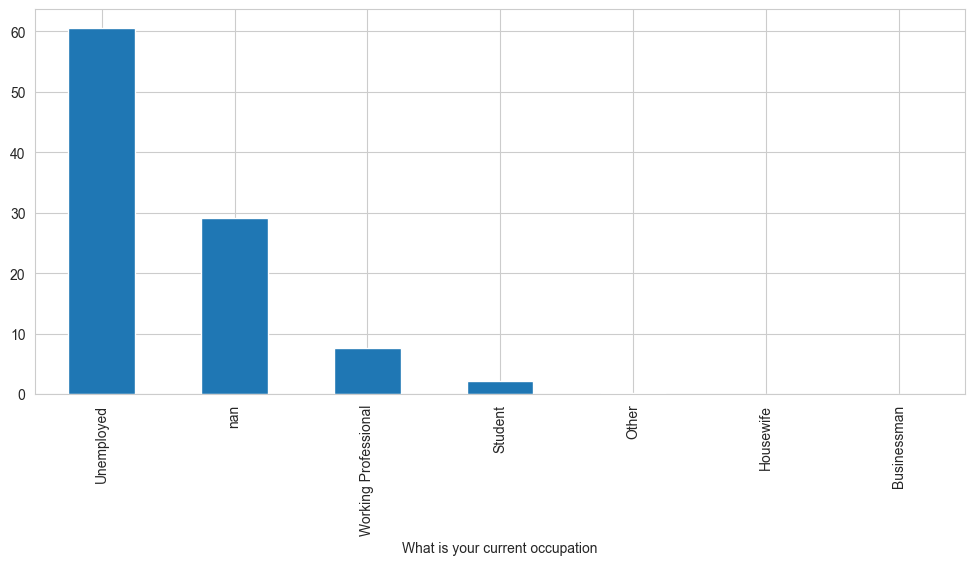 60
50
40
30
20
10
0
Unemployed
nan
Working Professional
Student
Other
Housewife
Businessman
What is your current occupation